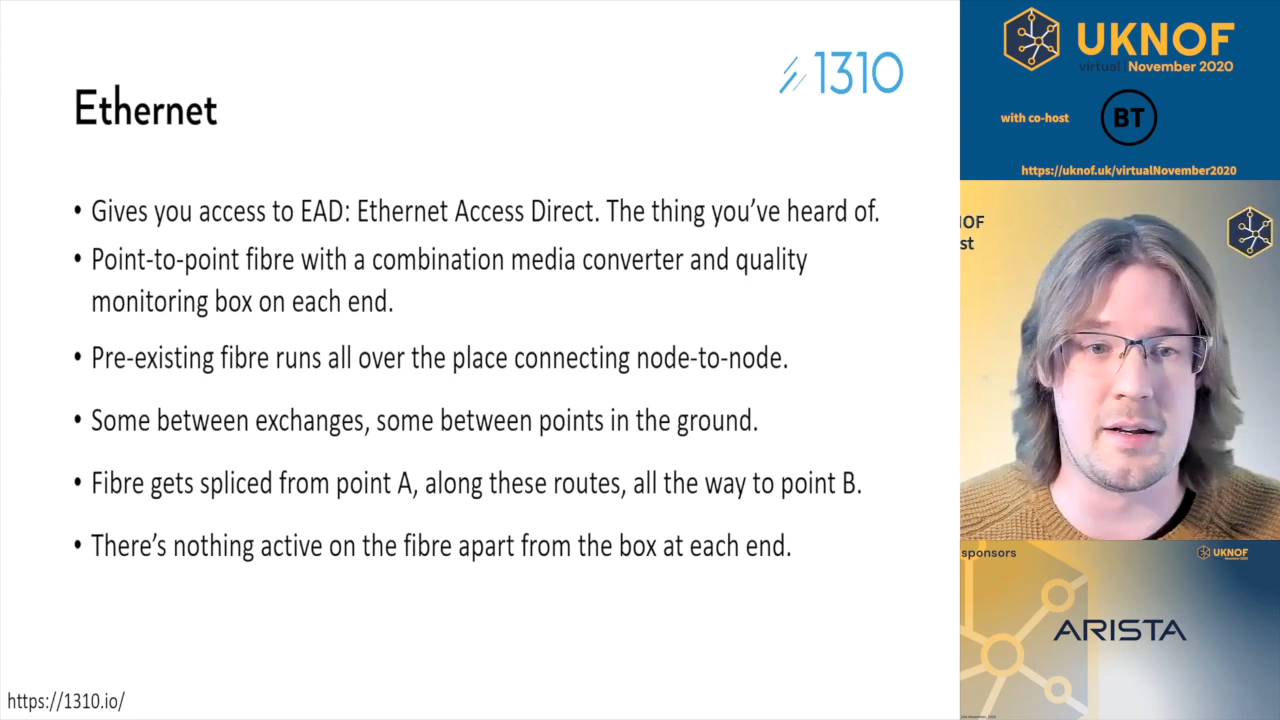 1310
Ethernet
• Gives you access to EAD: Ethernet Access Direct. The thing you’ve heard of.
• Point-to-point fibre with a combination media converter and quality
monitoring box on each end.
• Pre-existing fibre runs all over the place connecting node-to-node.
• Some between exchanges, some between points in the ground.
• Fibre gets spliced from point A, along these routes, all the way to point B.
• There’s nothing active on the fibre apart from the box at each end.
https://1310.io/
UKNOF
virtual | November 2020
with co-host
BT
https://uknof.uk/virtualNovember2020
IOF
st
sponsors
UKNOF
ARISTA